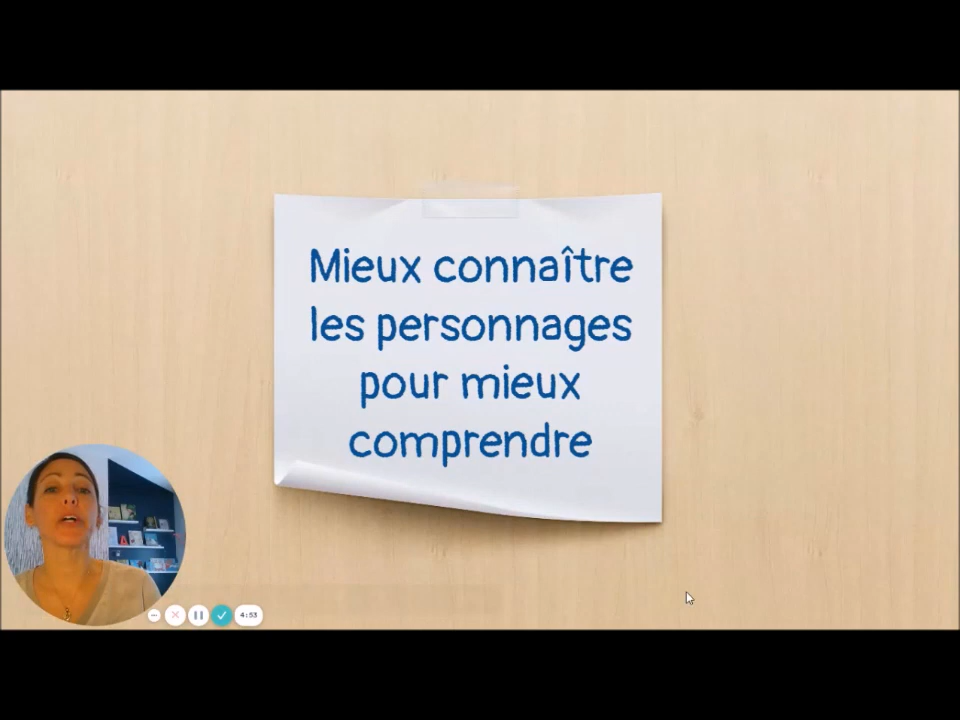 Mieux connaître
les personnages
pour mieux
comprendre
4:53